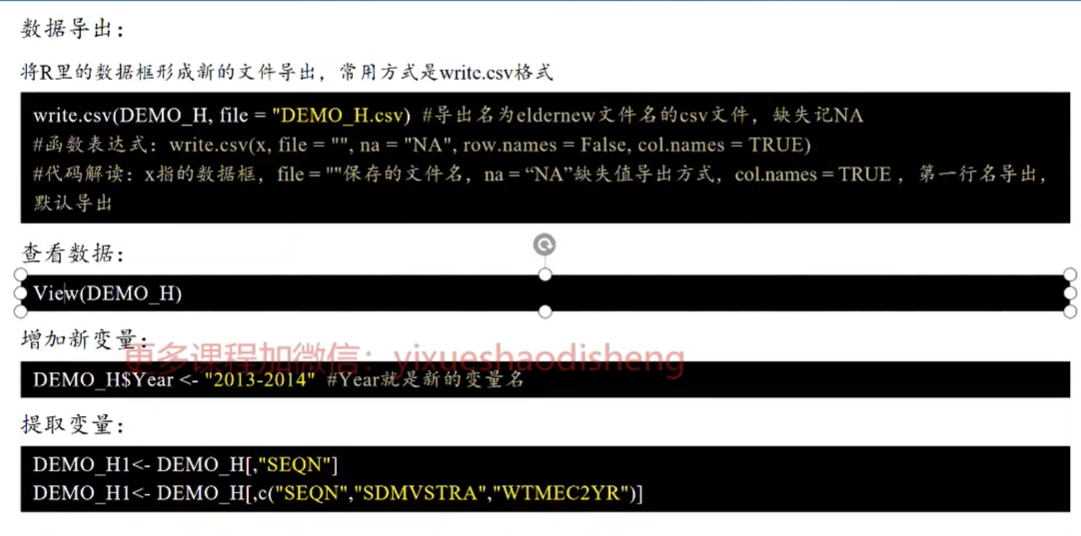 数据导出：
将R里的数据框形成新的文件导出，常用方式是write.csv格式
write.csv(DEMO_H, file = "DEMO_H.csv) #导出名为eldernew文件名的csv文件，缺失记NA
#函数表达式：write.csv(x, file = "", na = "NA", row.names = False, col.names = TRUE)
#代码解读：x指的数据框，file = ""保存的文件名，na = “NA”缺失值导出方式，col.names = TRUE ，第一行名导出，
默认导出
查看数据：
View(DEMO_H)
增加新变量：
更多课程加微信：yixueshaodisheng
DEMO_H$Year <- "2013-2014" #Year就是新的变量名
提取变量：
DEMO_H1<- DEMO_H[,"SEQN"]
DEMO_H1<- DEMO_H[,c("SEQN","SDMVSTRA","WTMEC2YR")]